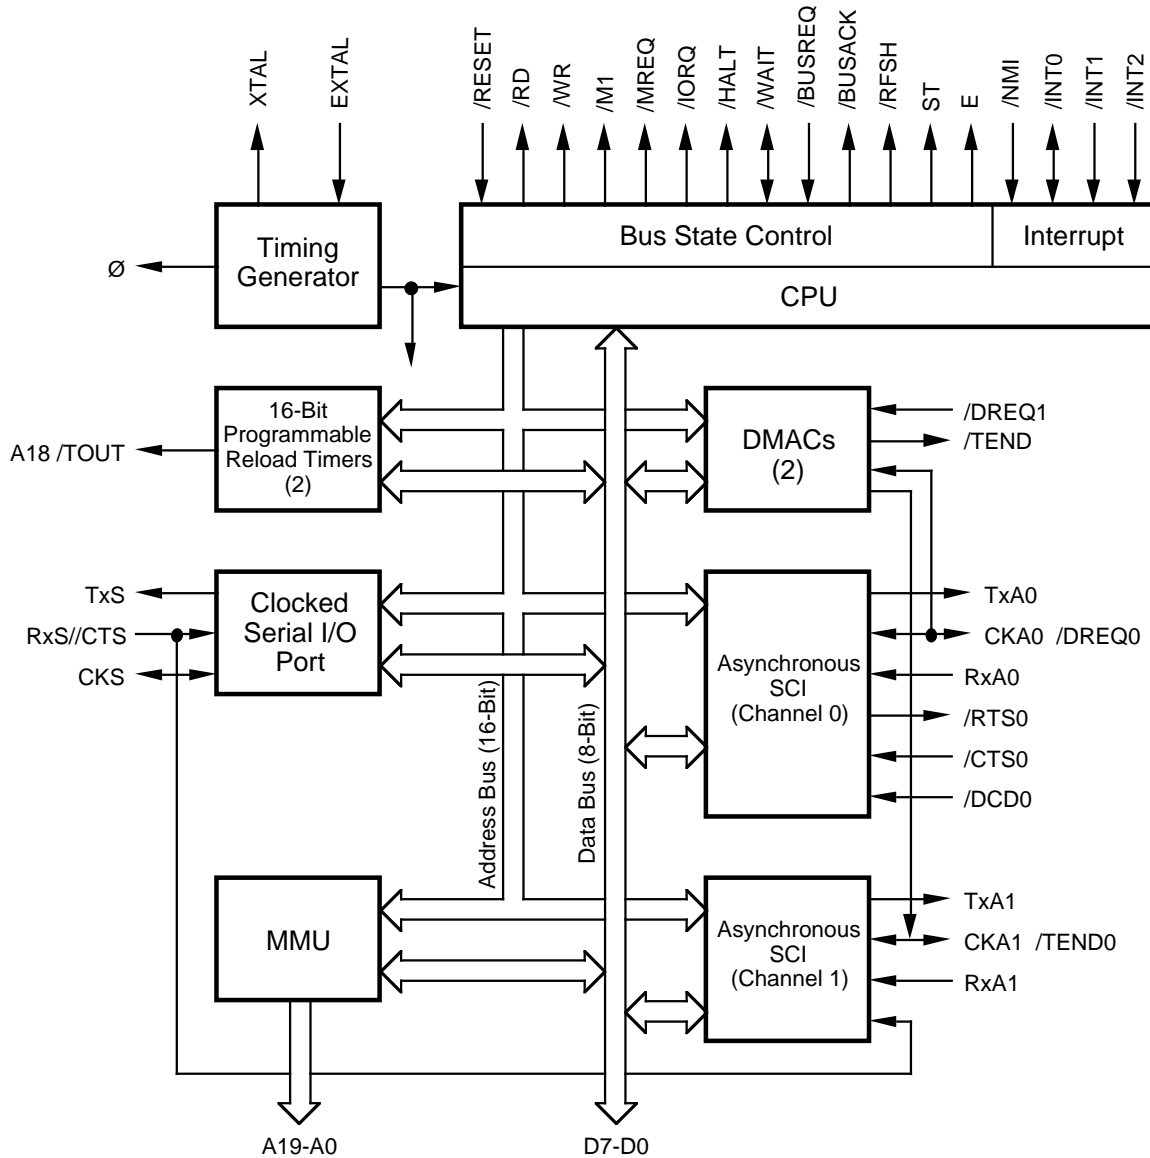 XTAL
EXTAL
/RESET
/RD
/WR
/M1
/MREQ
/IORQ
/HALT
/WAIT
/BUSREQ
/BUSACK
/RFSH
ST
E
/NMI
/INT0
/INT1
/INT2
Timing
Generator
Ø
Bus State Control
Interrupt
CPU
16-Bit
Programmable
Reload Timers
(2)
A18 /TOUT
DMACs
(2)
/DREQ1
/TEND
TxS
RxS//CTS
CKS
Clocked
Serial I/O
Port
Address Bus (16-Bit)
Data Bus (8-Bit)
Asynchronous
SCI
(Channel 0)
TxA0
CKA0 /DREQ0
RxA0
/RTS0
/CTS0
/DCD0
MMU
Asynchronous
SCI
(Channel 1)
TxA1
CKA1 /TEND0
RxA1
A19-A0
D7-D0